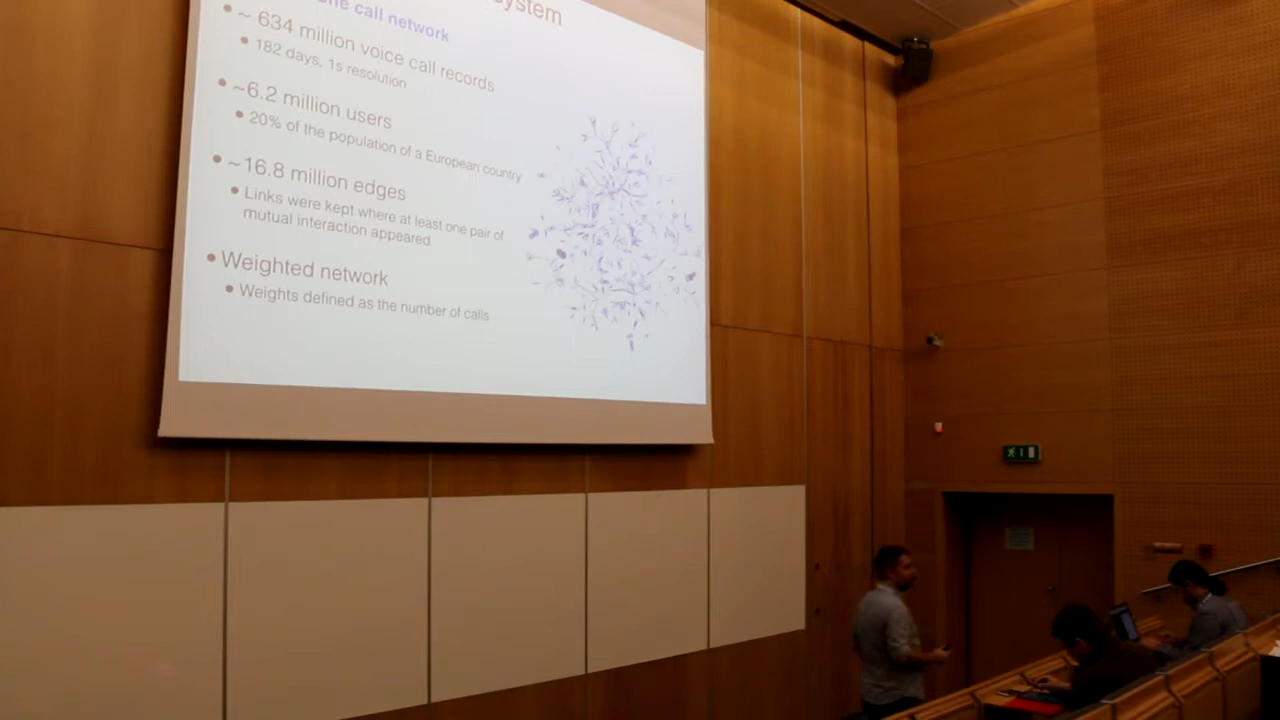 system
one call network
• ~ 634 million voice call records
• 182 days, 1s resolution
• ~6.2 million users
• 20% of the population of a European country
• ~16.8 million edges
• Links were kept where at least one pair of
mutual interaction appeared
• Weighted network
• Weights defined as the number of calls